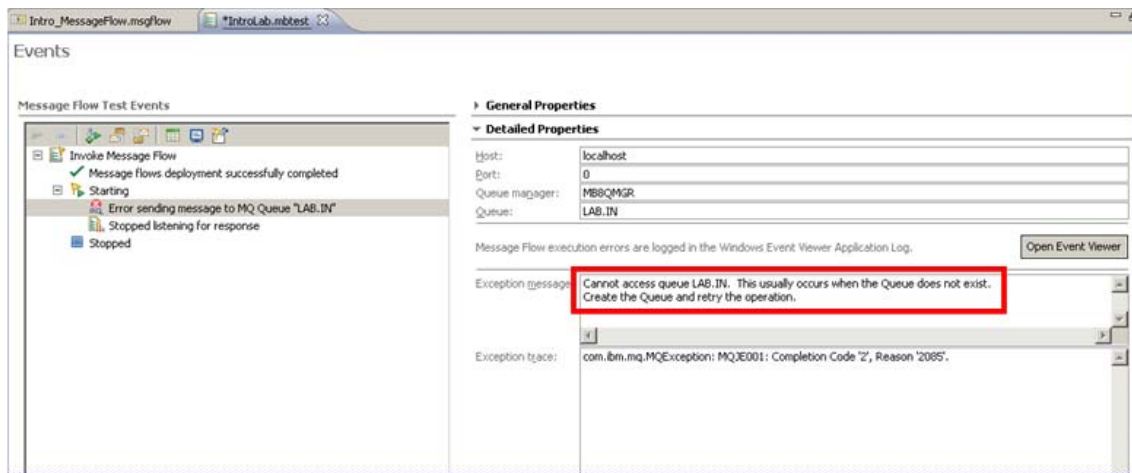 Intro_MessageFlow.msgflow
*IntroLab.mbtest
Events
Message Flow Test Events
Invoke Message Flow
Message flows deployment successfully completed
Starting
Error sending message to MQ Queue "LAB.IN"
Stopped listening for response
Stopped
General Properties
Detailed Properties
Host: localhost
Port: 0
Queue manager: MB8QMGR
Queue: LAB.IN
Message Flow execution errors are logged in the Windows Event Viewer Application Log.
Open Event Viewer
Exception message: Cannot access queue LAB.IN. This usually occurs when the Queue does not exist.
Create the Queue and retry the operation.
Exception trace: com.ibm.mq.MQException: MQJE001: Completion Code '2', Reason '2085'.